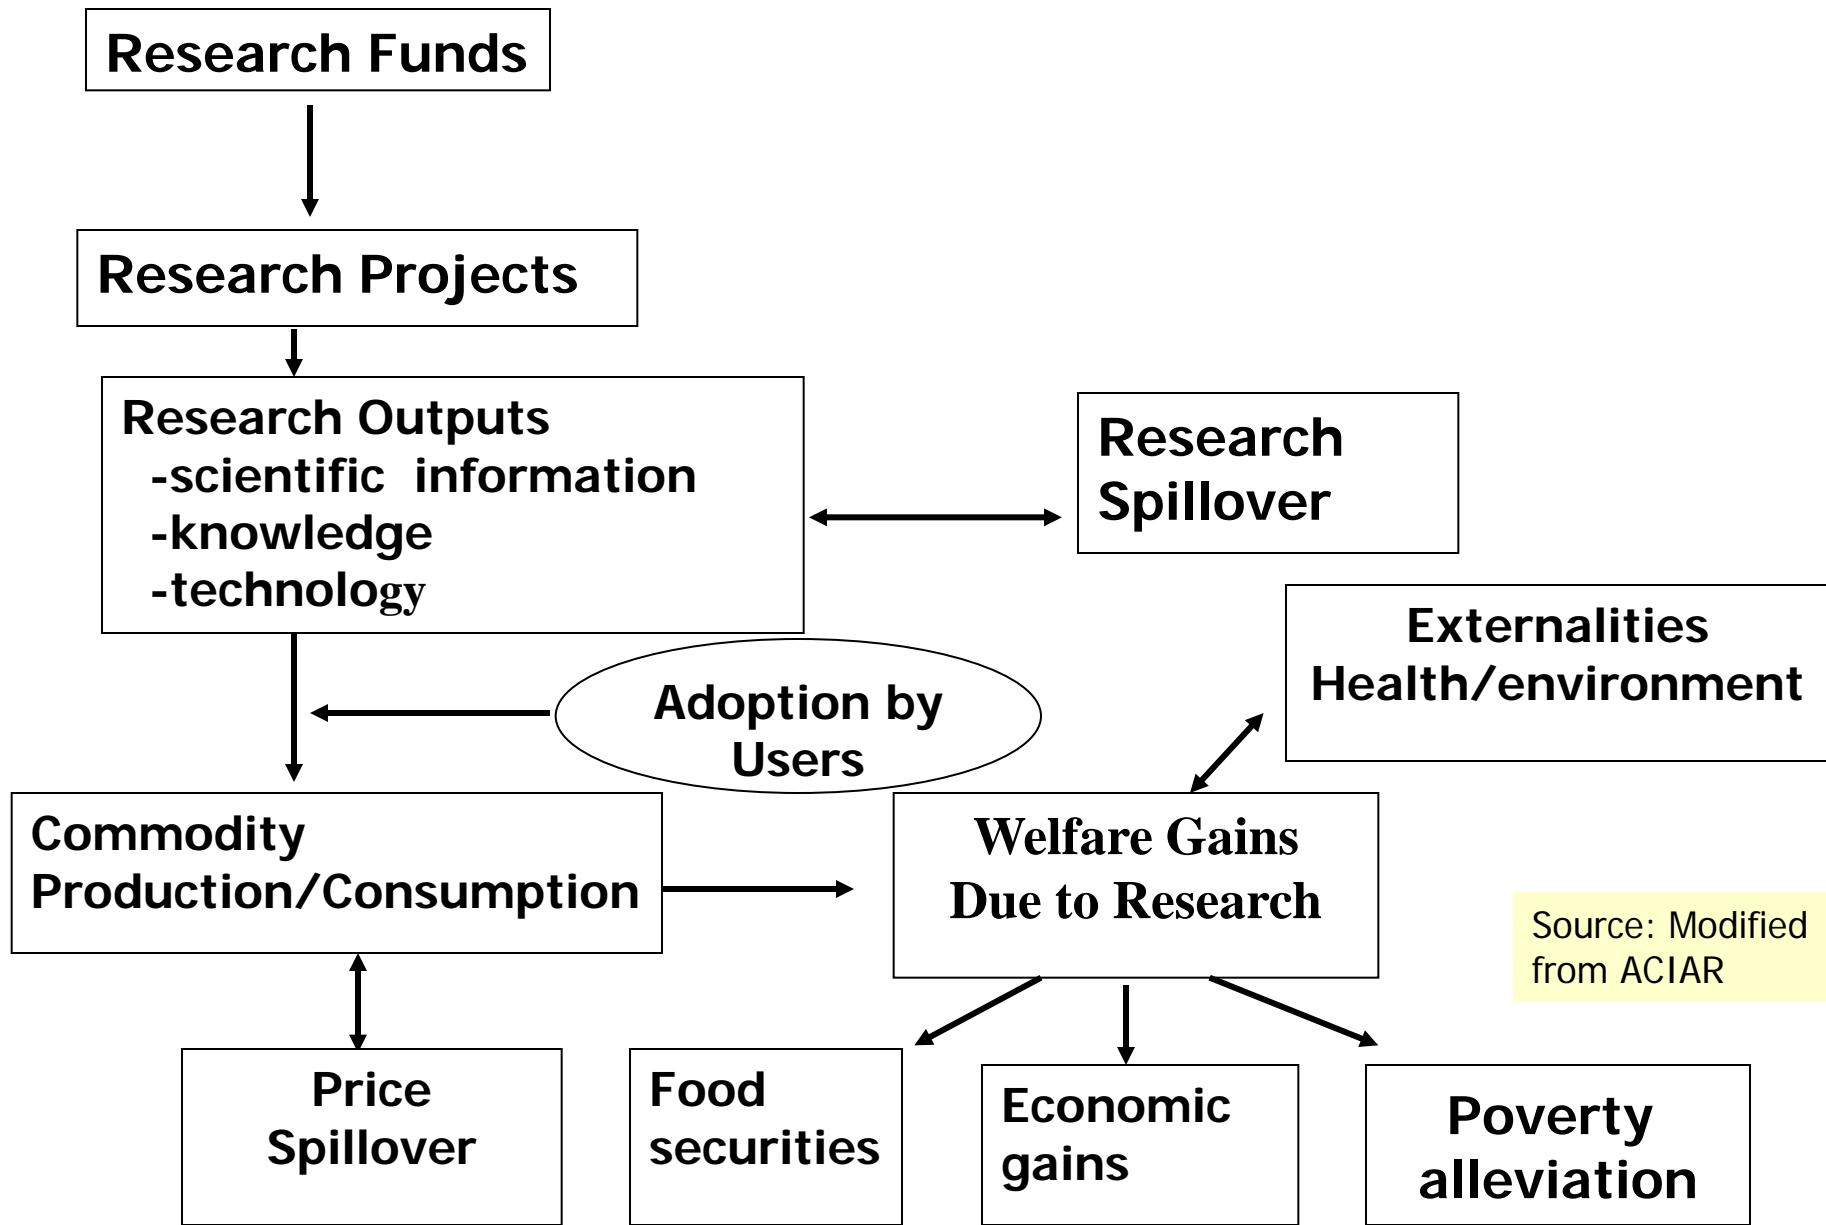 Research Funds
Research Projects
Research Outputs
-scientific information
-knowledge
-technology
Research
Spillover
Externalities
Health/environment
Adoption by
Users
Commodity
Production/Consumption
Welfare Gains
Due to Research
Source: Modified
from ACIAR
Price
Spillover
Food
securities
Economic
gains
Poverty
alleviation